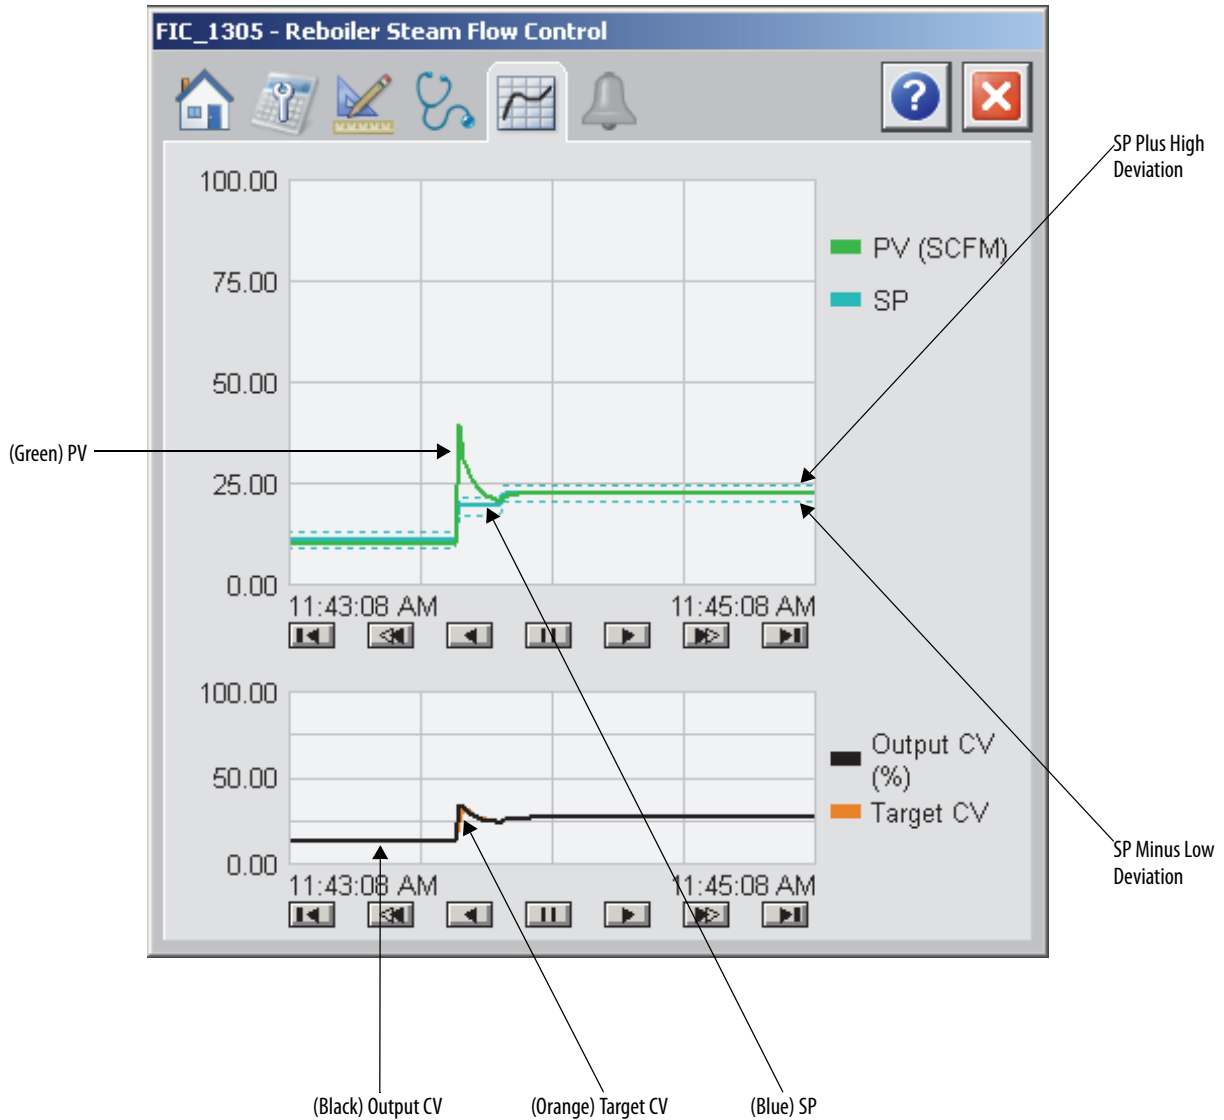 FIC_1305 - Reboiler Steam Flow Control
?
SP Plus High
Deviation
100.00
75.00
50.00
25.00
0.00
PV (SCFM)
SP
(Green) PV
11:43:08 AM
11:45:08 AM
100.00
50.00
0.00
Output CV
(%)
Target CV
SP Minus Low
Deviation
11:43:08 AM
11:45:08 AM
(Black) Output CV
(Orange) Target CV
(Blue) SP